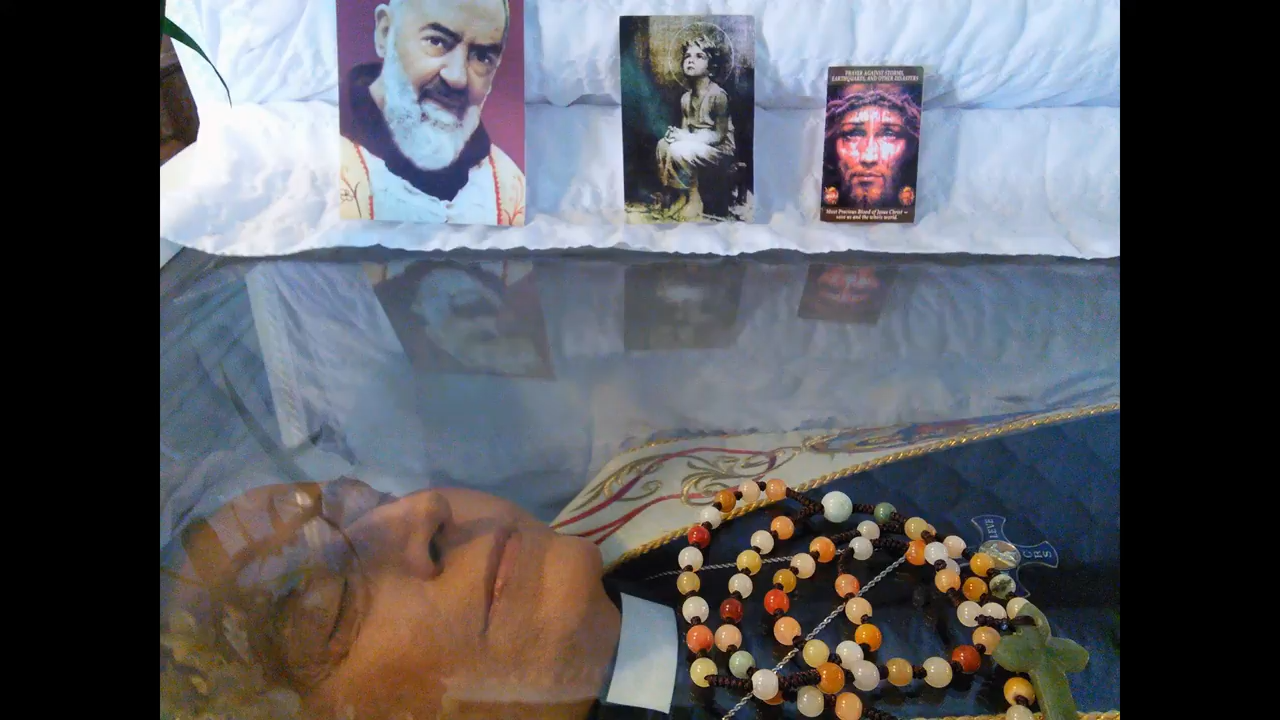 PRAYER AGAINST STORMS,
EARTHQUAKES, AND OTHER DISASTERS
Most Precious Blood of Jesus Christ –
save us and the whole world.